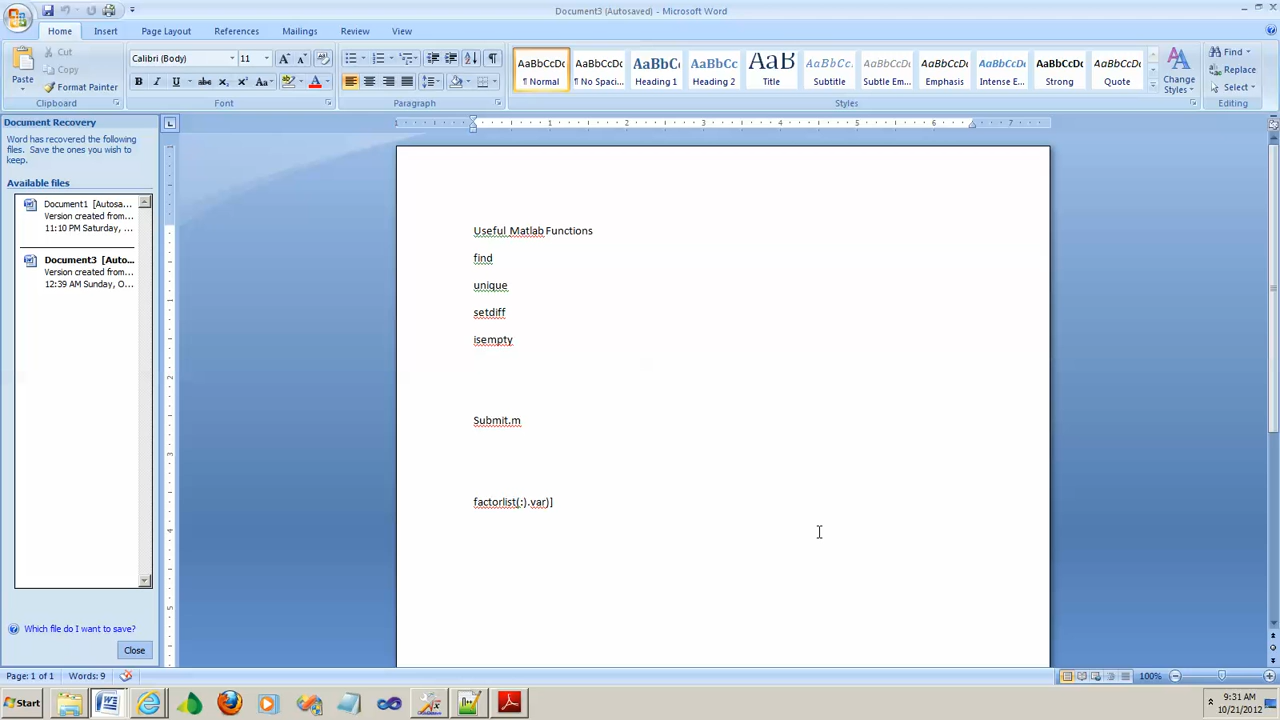 Document3 (Autosaved) - Microsoft Word
Home Insert Page Layout References Mailings Review View
Paste
Cut
Copy
Format Painter
Clipboard
Calibri (Body) 11
Font
Paragraph
AaBbCcDc ¶ Normal
AaBbCcDc ¶ No Spaci...
AaBbC Heading 1
AaBbCc Heading 2
AaB Title
AaBbCc. Subtitle
AaBbCcDc Subtle Em...
AaBbCcDc Emphasis
AaBbCcDc Intense E...
AaBbCcDc Strong
AaBbCcDc Quote
Change Styles
Styles
Find
Replace
Select
Editing
Document Recovery
Word has recovered the following
files. Save the ones you wish to
keep.
Available files
Document1 [Autosa...
Version created from...
11:10 PM Saturday, ...
Document3 [Auto...
Version created from...
12:39 AM Sunday, O...
Which file do I want to save?
Close
Useful Matlab Functions
find
unique
setdiff
isempty
Submit.m
factorlist(:).var)]
Page: 1 of 1 Words: 9
100%
Start
9:31 AM
10/21/2012